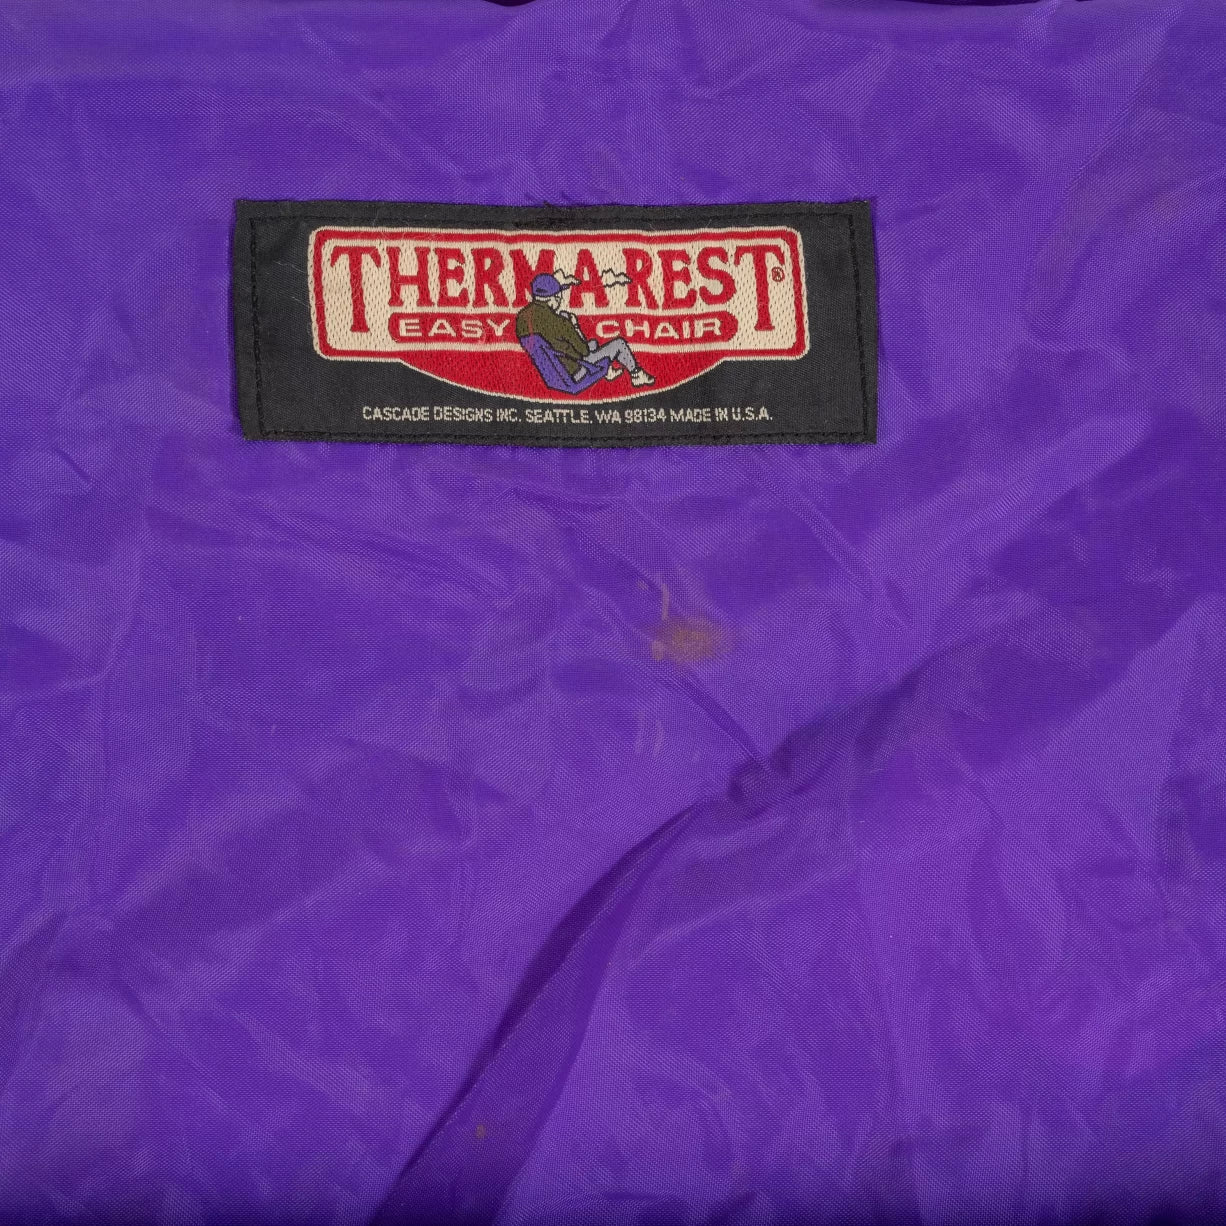 THERM-A-REST®
EASY CHAIR
CASCADE DESIGNS INC. SEATTLE, WA 98134 MADE IN U.S.A.